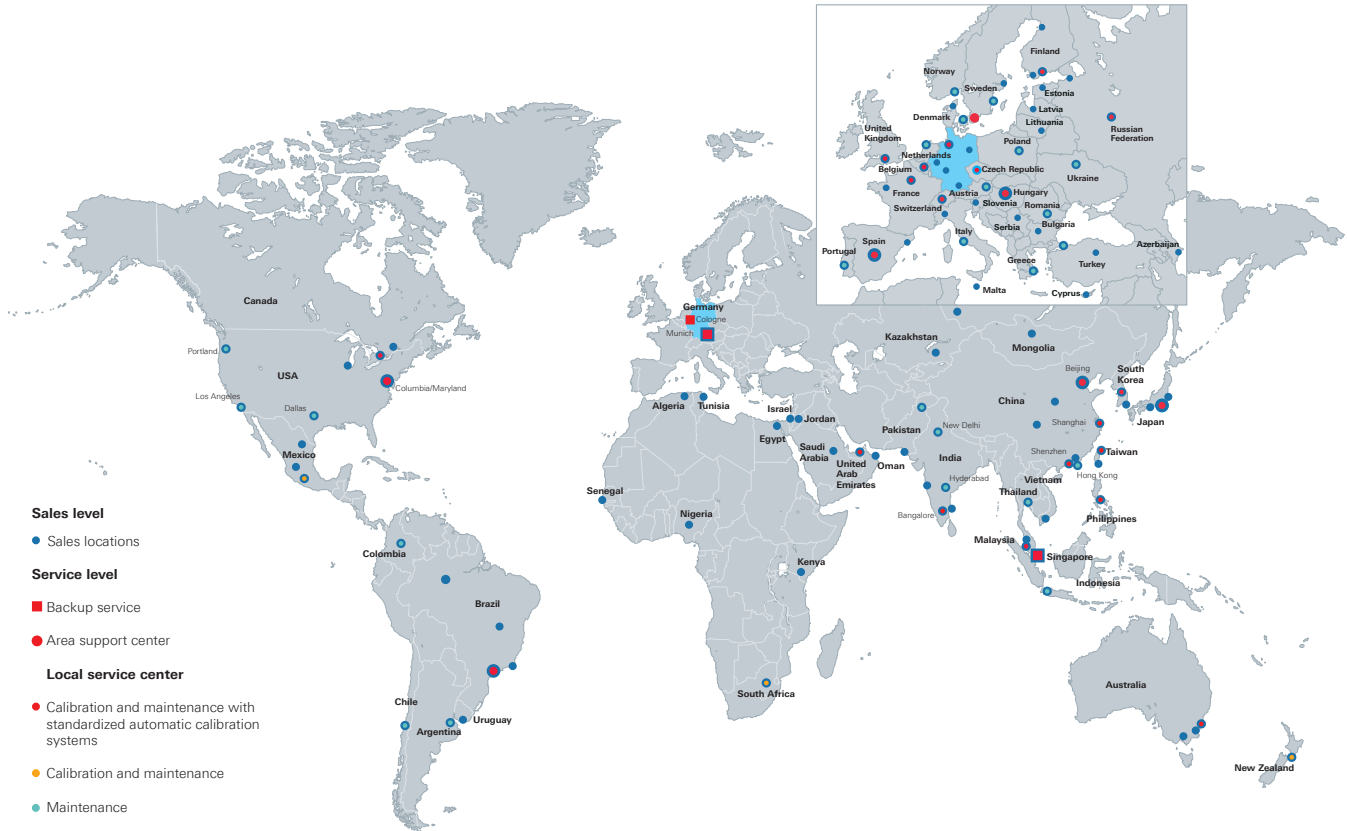 Finland
Norway
Sweden
Estonia
Denmark
Latvia
Lithuania
United
Kingdom
Russian
Federation
Poland
Netherlands
Belgium
Czech Republic
Ukraine
France
Austria
Hungary
Switzerland
Slovenia
Romania
Serbia
Bulgaria
Italy
Spain
Portugal
Greece
Turkey
Azerbaijan
Malta
Cyprus
Canada
Portland
USA
Los Angeles
Dallas
Columbia/Maryland
Mexico
Germany
Cologne
Munich
Kazakhstan
Mongolia
Beijing
South
Korea
China
Japan
Shanghai
Algeria
Tunisia
Israel
Jordan
Egypt
Saudi
Arabia
United
Arab
Emirates
Oman
Pakistan
New Delhi
India
Hyderabad
Bangalore
Shenzhen
Taiwan
Hong Kong
Vietnam
Thailand
Philippines
Malaysia
Singapore
Indonesia
Senegal
Nigeria
Kenya
South Africa
Colombia
Brazil
Chile
Argentina
Uruguay
Australia
New Zealand
Sales level
Sales locations
Service level
Backup service
Area support center
Local service center
Calibration and maintenance with
standardized automatic calibration
systems
Calibration and maintenance
Maintenance